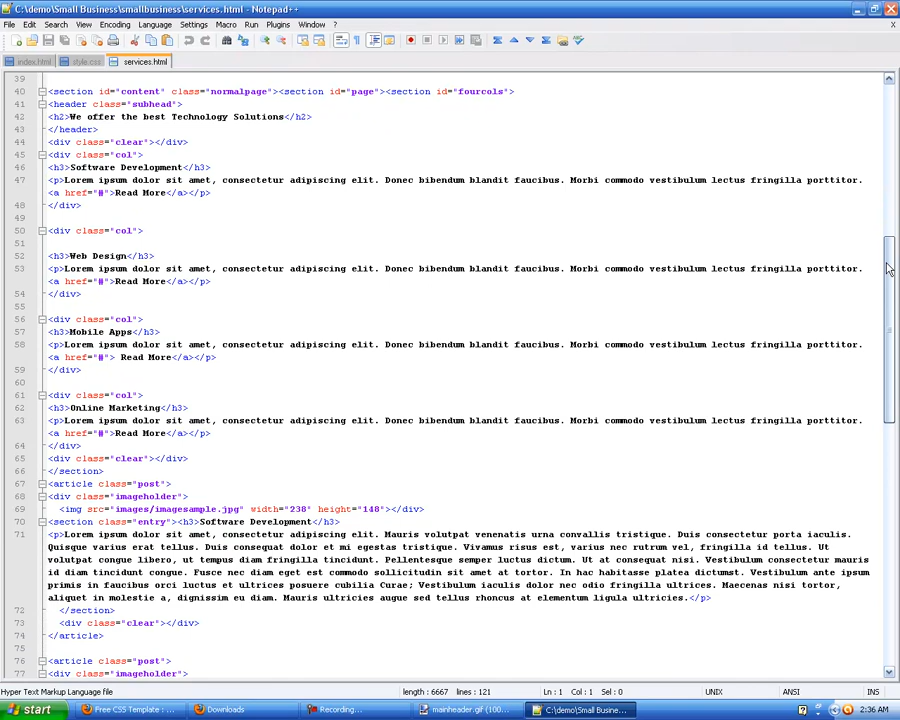 C:\demo\Small Business\smallbusiness\services.html - Notepad++
File Edit Search View Encoding Language Settings Macro Run Plugins Window ?
X
index.html style.css services.html
39
40 <section id="content" class="normalpage"><section id="page"><section id="fourcols">
41 <header class="subhead">
42 <h2>We offer the best Technology Solutions</h2>
43 </header>
44 <div class="clear"></div>
45 <div class="col">
46 <h3>Software Development</h3>
47 <p>Lorem ipsum dolor sit amet, consectetur adipiscing elit. Donec bibendum blandit faucibus. Morbi commodo vestibulum lectus fringilla porttitor.
<a href="#">Read More</a></p>
48 </div>
49
50 <div class="col">
51
52 <h3>Web Design</h3>
53 <p>Lorem ipsum dolor sit amet, consectetur adipiscing elit. Donec bibendum blandit faucibus. Morbi commodo vestibulum lectus fringilla porttitor.
<a href="#">Read More</a></p>
54 </div>
55
56 <div class="col">
57 <h3>Mobile Apps</h3>
58 <p>Lorem ipsum dolor sit amet, consectetur adipiscing elit. Donec bibendum blandit faucibus. Morbi commodo vestibulum lectus fringilla porttitor.
<a href="#"> Read More</a></p>
59 </div>
60
61 <div class="col">
62 <h3>Online Marketing</h3>
63 <p>Lorem ipsum dolor sit amet, consectetur adipiscing elit. Donec bibendum blandit faucibus. Morbi commodo vestibulum lectus fringilla porttitor.
<a href="#">Read More</a></p>
64 </div>
65 <div class="clear"></div>
66 </section>
67 <article class="post">
68 <div class="imageholder">
69 <img src="images/imagesample.jpg" width="238" height="148"></div>
70 <section class="entry"><h3>Software Development</h3>
71 <p>Lorem ipsum dolor sit amet, consectetur adipiscing elit. Mauris volutpat venenatis urna convallis tristique. Duis consectetur porta iaculis.
Quisque varius erat tellus. Duis consequat dolor et mi egestas tristique. Vivamus risus est, varius nec rutrum vel, fringilla id tellus. Ut
volutpat congue libero, ut tempus diam fringilla tincidunt. Pellentesque semper luctus dictum. Ut at consequat nisi. Vestibulum consectetur mauris
id diam tincidunt congue. Fusce nec diam eget est commodo sollicitudin sit amet at tortor. In hac habitasse platea dictumst. Vestibulum ante ipsum
primis in faucibus orci luctus et ultrices posuere cubilia Curae; Vestibulum iaculis dolor nec odio fringilla ultrices. Maecenas nisi tortor,
aliquet in molestie a, dignissim eu diam. Mauris ultricies augue sed tellus rhoncus at elementum ligula ultricies.</p>
72 </section>
73 <div class="clear"></div>
74 </article>
75
76 <article class="post">
77 <div class="imageholder">
Hyper Text Markup Language file length : 6667 lines : 121 Ln : 1 Col : 1 Sel : 0 UNIX ANSI INS
start Free CSS Template : ... Downloads Recording... mainheader.gif (100... C:\demo\Small Busine... ? 2:36 AM